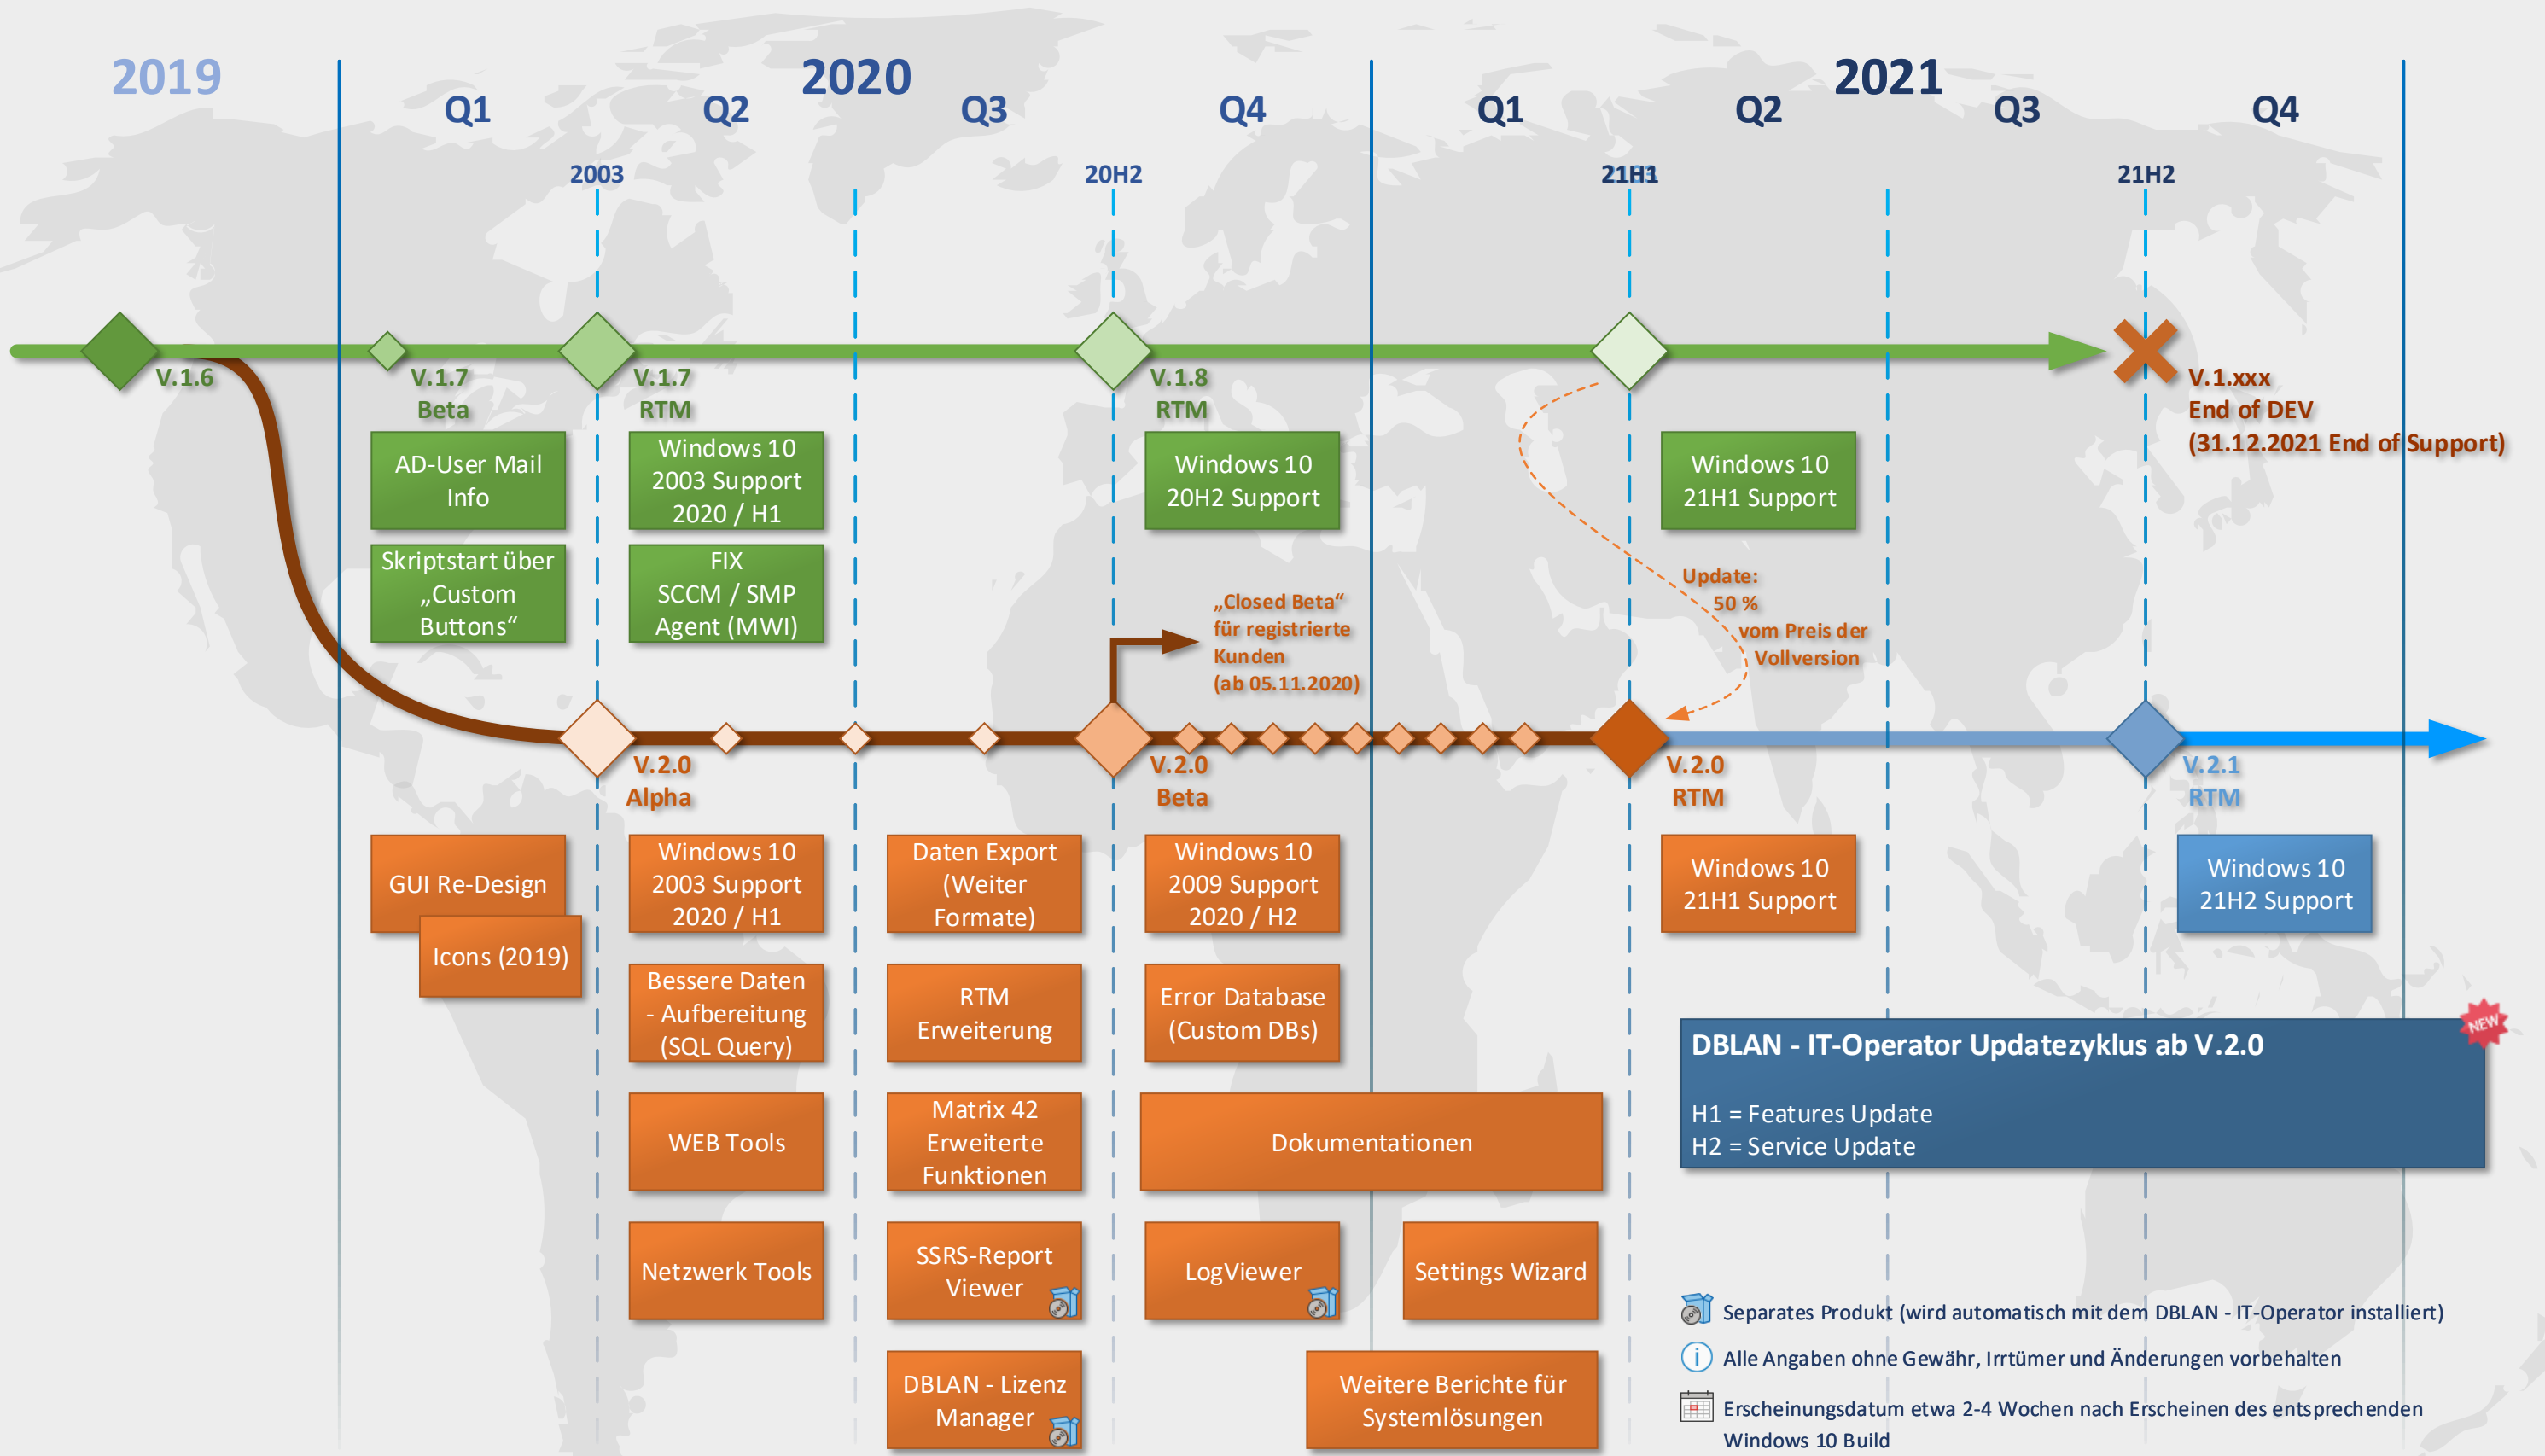 2019
2020
2021
Q1
Q2
Q3
Q4
Q1
Q2
Q3
Q4
2003
20H2
21H1
21H2
V.1.6
V.1.7
Beta
V.1.7
RTM
V.1.8
RTM
V.1.xxx
End of DEV
(31.12.2021 End of Support)
AD-User Mail
Info
Windows 10
2003 Support
2020 / H1
Windows 10
20H2 Support
Windows 10
21H1 Support
Skriptstart über
„Custom
Buttons“
FIX
SCCM / SMP
Agent (MWI)
„Closed Beta“
für registrierte
Kunden
(ab 05.11.2020)
Update:
50 %
vom Preis der
Vollversion
V.2.0
Alpha
V.2.0
Beta
V.2.0
RTM
V.2.1
RTM
GUI Re-Design
Icons (2019)
Windows 10
2003 Support
2020 / H1
Daten Export
(Weiter
Formate)
Windows 10
2009 Support
2020 / H2
Windows 10
21H1 Support
Windows 10
21H2 Support
Bessere Daten
- Aufbereitung
(SQL Query)
RTM
Erweiterung
Error Database
(Custom DBs)
WEB Tools
Matrix 42
Erweiterte
Funktionen
Dokumentationen
Netzwerk Tools
SSRS-Report
Viewer
LogViewer
Settings Wizard
DBLAN - Lizenz
Manager
Weitere Berichte für
Systemlösungen
NEW
DBLAN - IT-Operator Updatezyklus ab V.2.0
H1 = Features Update
H2 = Service Update
Separates Produkt (wird automatisch mit dem DBLAN - IT-Operator installiert)
Alle Angaben ohne Gewähr, Irrtümer und Änderungen vorbehalten
Erscheinungsdatum etwa 2-4 Wochen nach Erscheinen des entsprechenden
Windows 10 Build